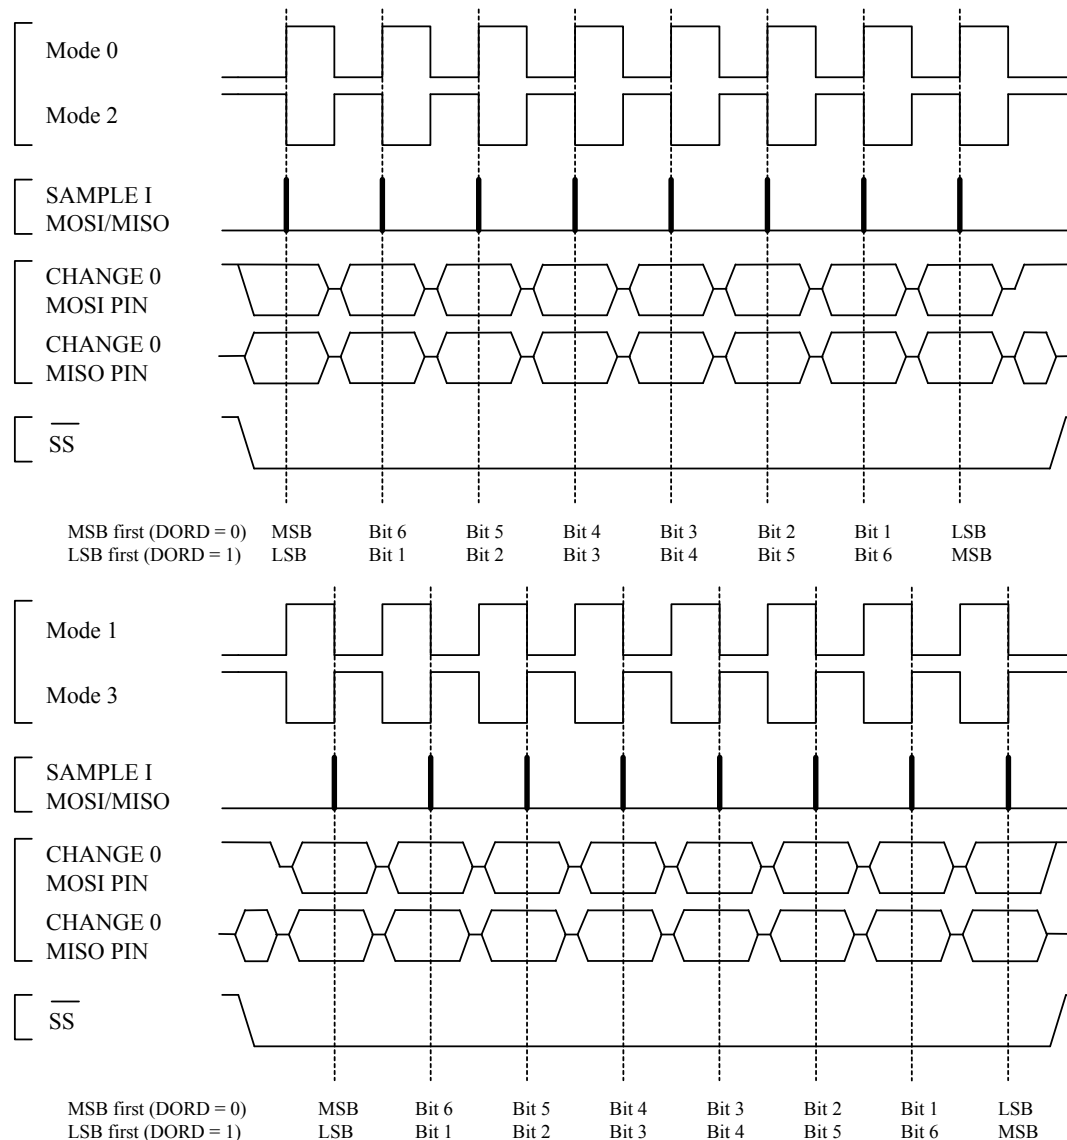 Mode 0
Mode 2
SAMPLE I
MOSI/MISO
CHANGE 0
MOSI PIN
CHANGE 0
MISO PIN
SS
MSB first (DORD = 0) MSB Bit 6 Bit 5 Bit 4 Bit 3 Bit 2 Bit 1 LSB
LSB first (DORD = 1) LSB Bit 1 Bit 2 Bit 3 Bit 4 Bit 5 Bit 6 MSB
Mode 1
Mode 3
SAMPLE I
MOSI/MISO
CHANGE 0
MOSI PIN
CHANGE 0
MISO PIN
SS
MSB first (DORD = 0) MSB Bit 6 Bit 5 Bit 4 Bit 3 Bit 2 Bit 1 LSB
LSB first (DORD = 1) LSB Bit 1 Bit 2 Bit 3 Bit 4 Bit 5 Bit 6 MSB